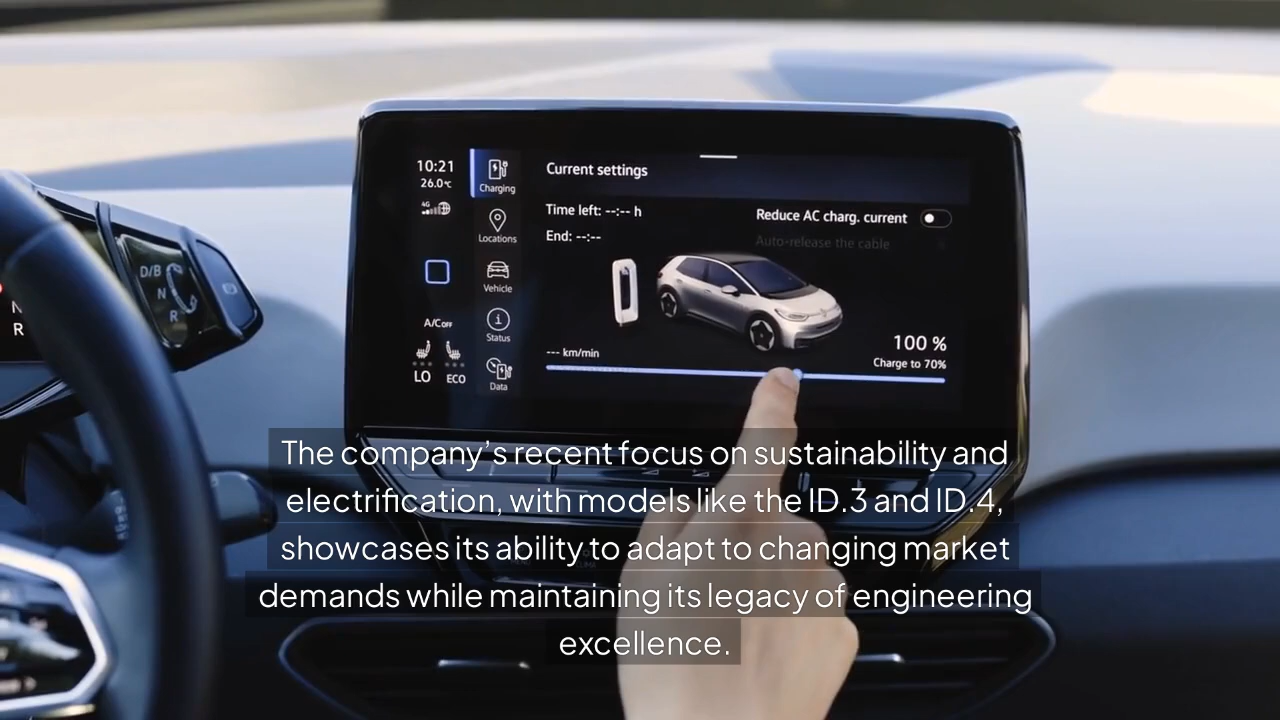 10:21
26.0°C
4G
Charging
Locations
Vehicle
A/C OFF
Status
LO
ECO
Data
Current settings
Time left: --:-- h
End: --:--
Reduce AC charg. current
Auto-release the cable
--- km/min
100 %
Charge to 70%
D/B
N
R
N
R
The company’s recent focus on sustainability and
electrification, with models like the ID.3 and ID.4,
showcases its ability to adapt to changing market
demands while maintaining its legacy of engineering
excellence.